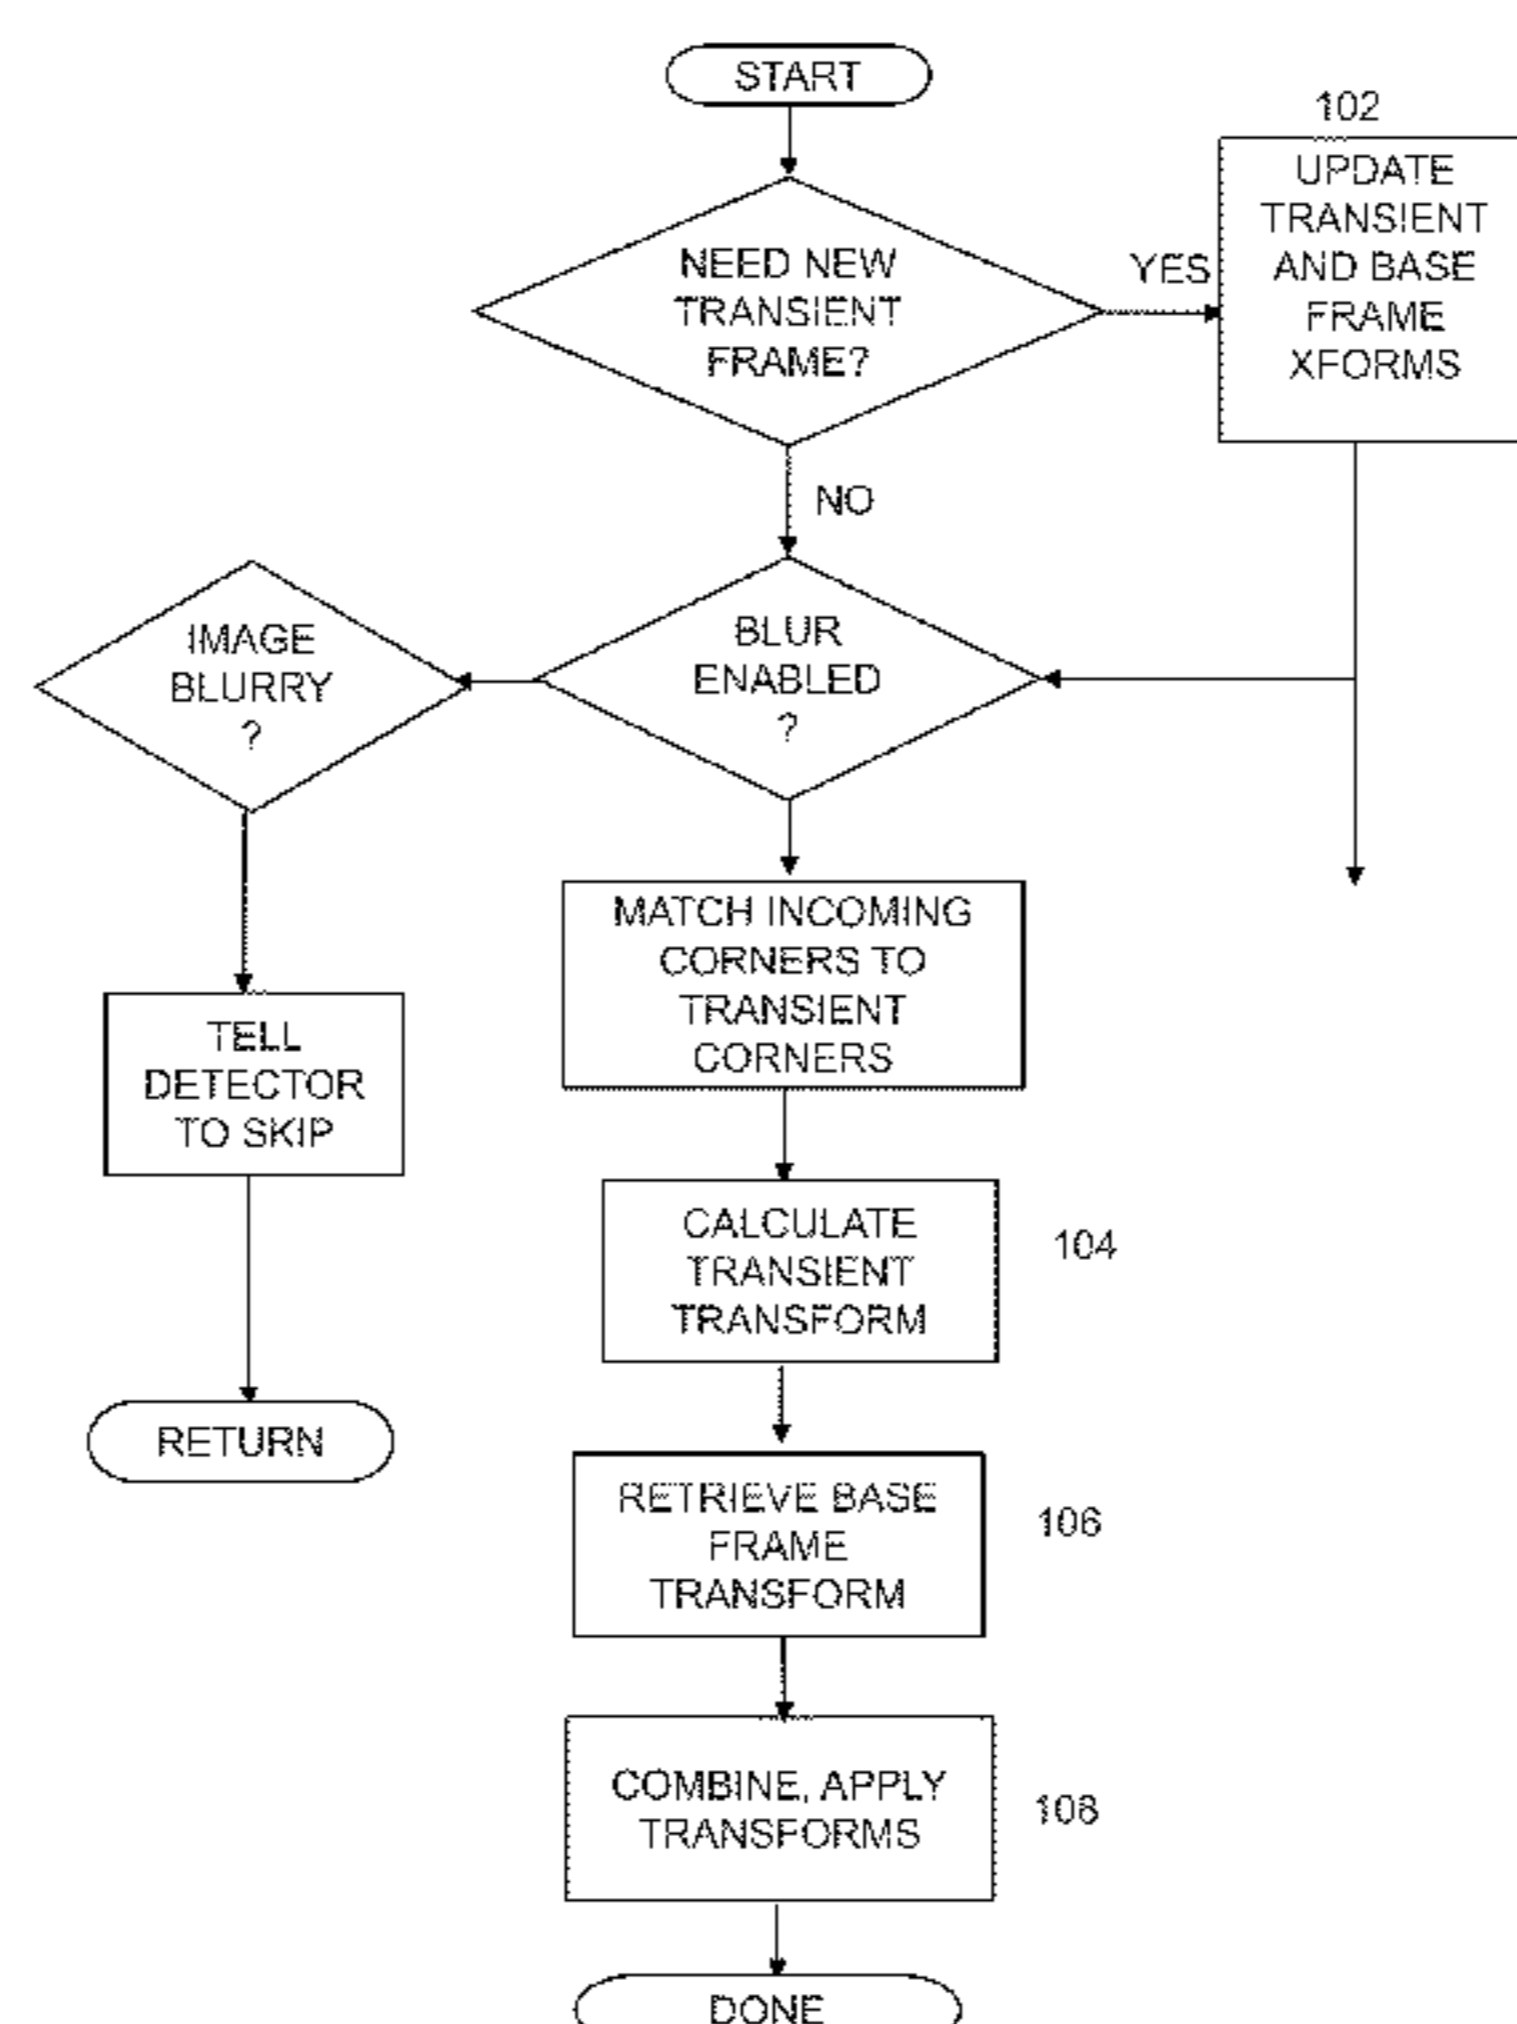 START
102
UPDATE
TRANSIENT
AND BASE
FRAME
XFORMS
NEED NEW
TRANSIENT
FRAME?
YES
NO
IMAGE
BLURRY
?
BLUR
ENABLED
?
MATCH INCOMING
CORNERS TO
TRANSIENT
CORNERS
TELL
DETECTOR
TO SKIP
CALCULATE
TRANSIENT
TRANSFORM
104
RETURN
RETRIEVE BASE
FRAME
TRANSFORM
106
COMBINE, APPLY
TRANSFORMS
108
DONE